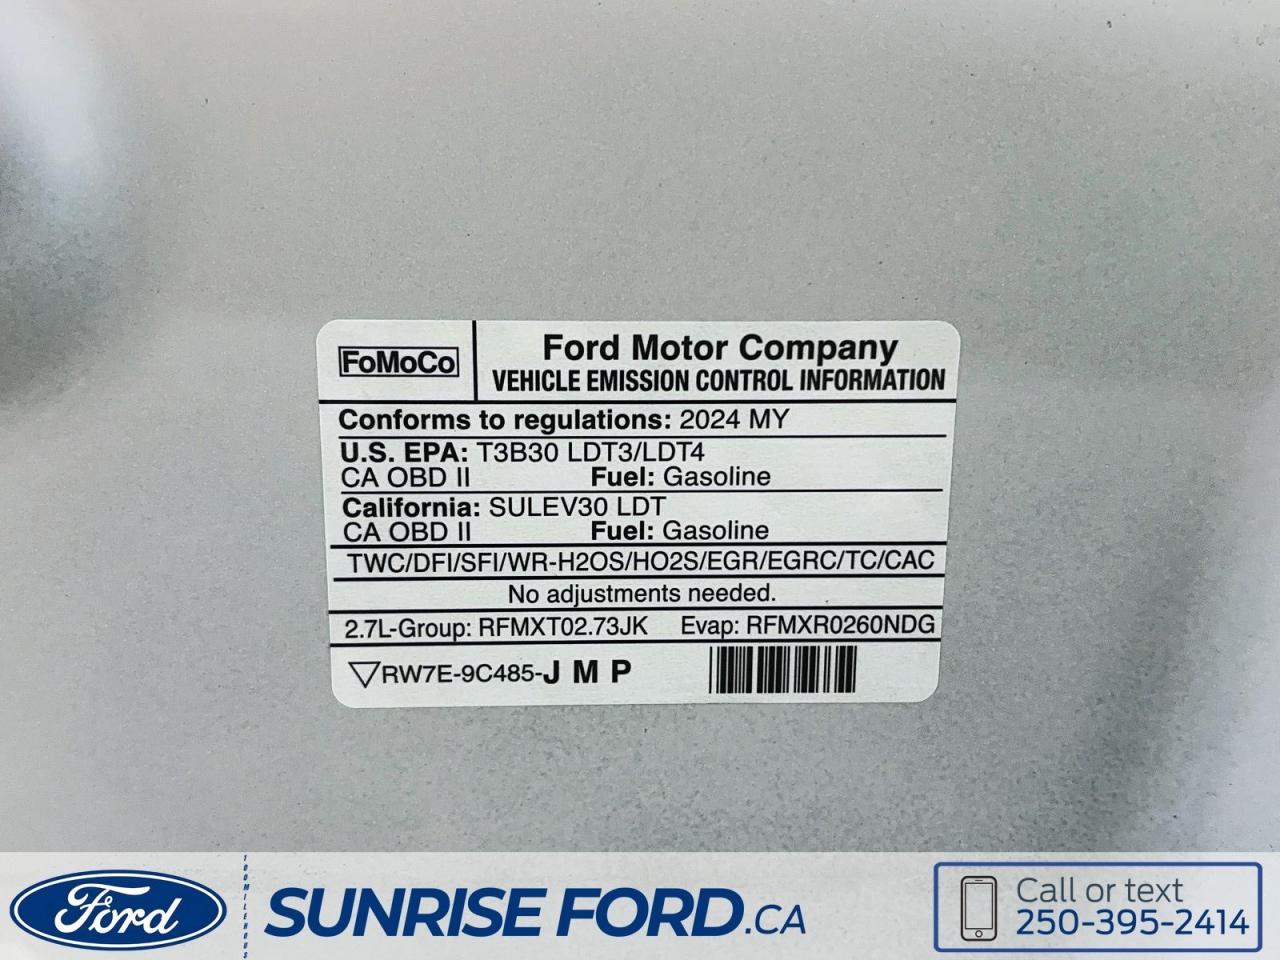 FoMoCo
Ford Motor Company
VEHICLE EMISSION CONTROL INFORMATION
Conforms to regulations: 2024 MY
U.S. EPA: T3B30 LDT3/LDT4
CA OBD II Fuel: Gasoline
California: SULEV30 LDT
CA OBD II Fuel: Gasoline
TWC/DFI/SFI/WR-H2OS/HO2S/EGR/EGRC/TC/CAC
No adjustments needed.
2.7L-Group: RFMXT02.73JK Evap: RFMXR0260NDG
RW7E-9C485-J M P
Ford
100MILEHOUSE
SUNRISE FORD.CA
Call or text
250-395-2414